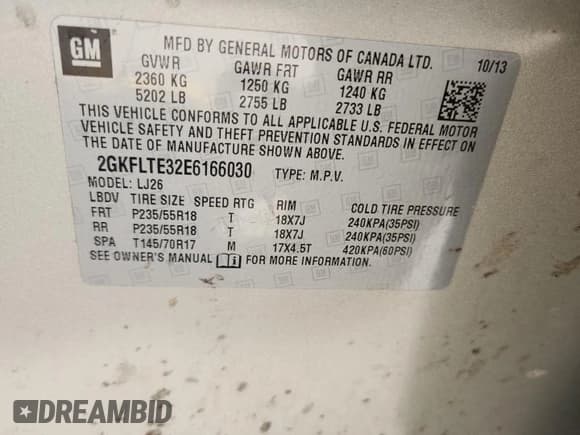 GM
MFD BY GENERAL MOTORS OF CANADA LTD. 10/13
GVWR GAWR FRT GAWR RR
2360 KG 1250 KG 1240 KG
5202 LB 2755 LB 2733 LB
THIS VEHICLE CONFORMS TO ALL APPLICABLE U.S. FEDERAL MOTOR
VEHICLE SAFETY AND THEFT PREVENTION STANDARDS IN EFFECT ON
THE DATE OF MANUFACTURE SHOWN ABOVE.
2GKFLTE32E6166030 TYPE: M.P.V.
MODEL: LJ26
LBDV TIRE SIZE SPEED RTG RIM COLD TIRE PRESSURE
FRT P235/55R18 T 18X7J 240KPA(35PSI)
RR P235/55R18 T 18X7J 240KPA(35PSI)
SPA T145/70R17 M 17X4.5T 420KPA(60PSI)
SEE OWNER'S MANUAL i FOR MORE INFORMATION.
DREAMBID